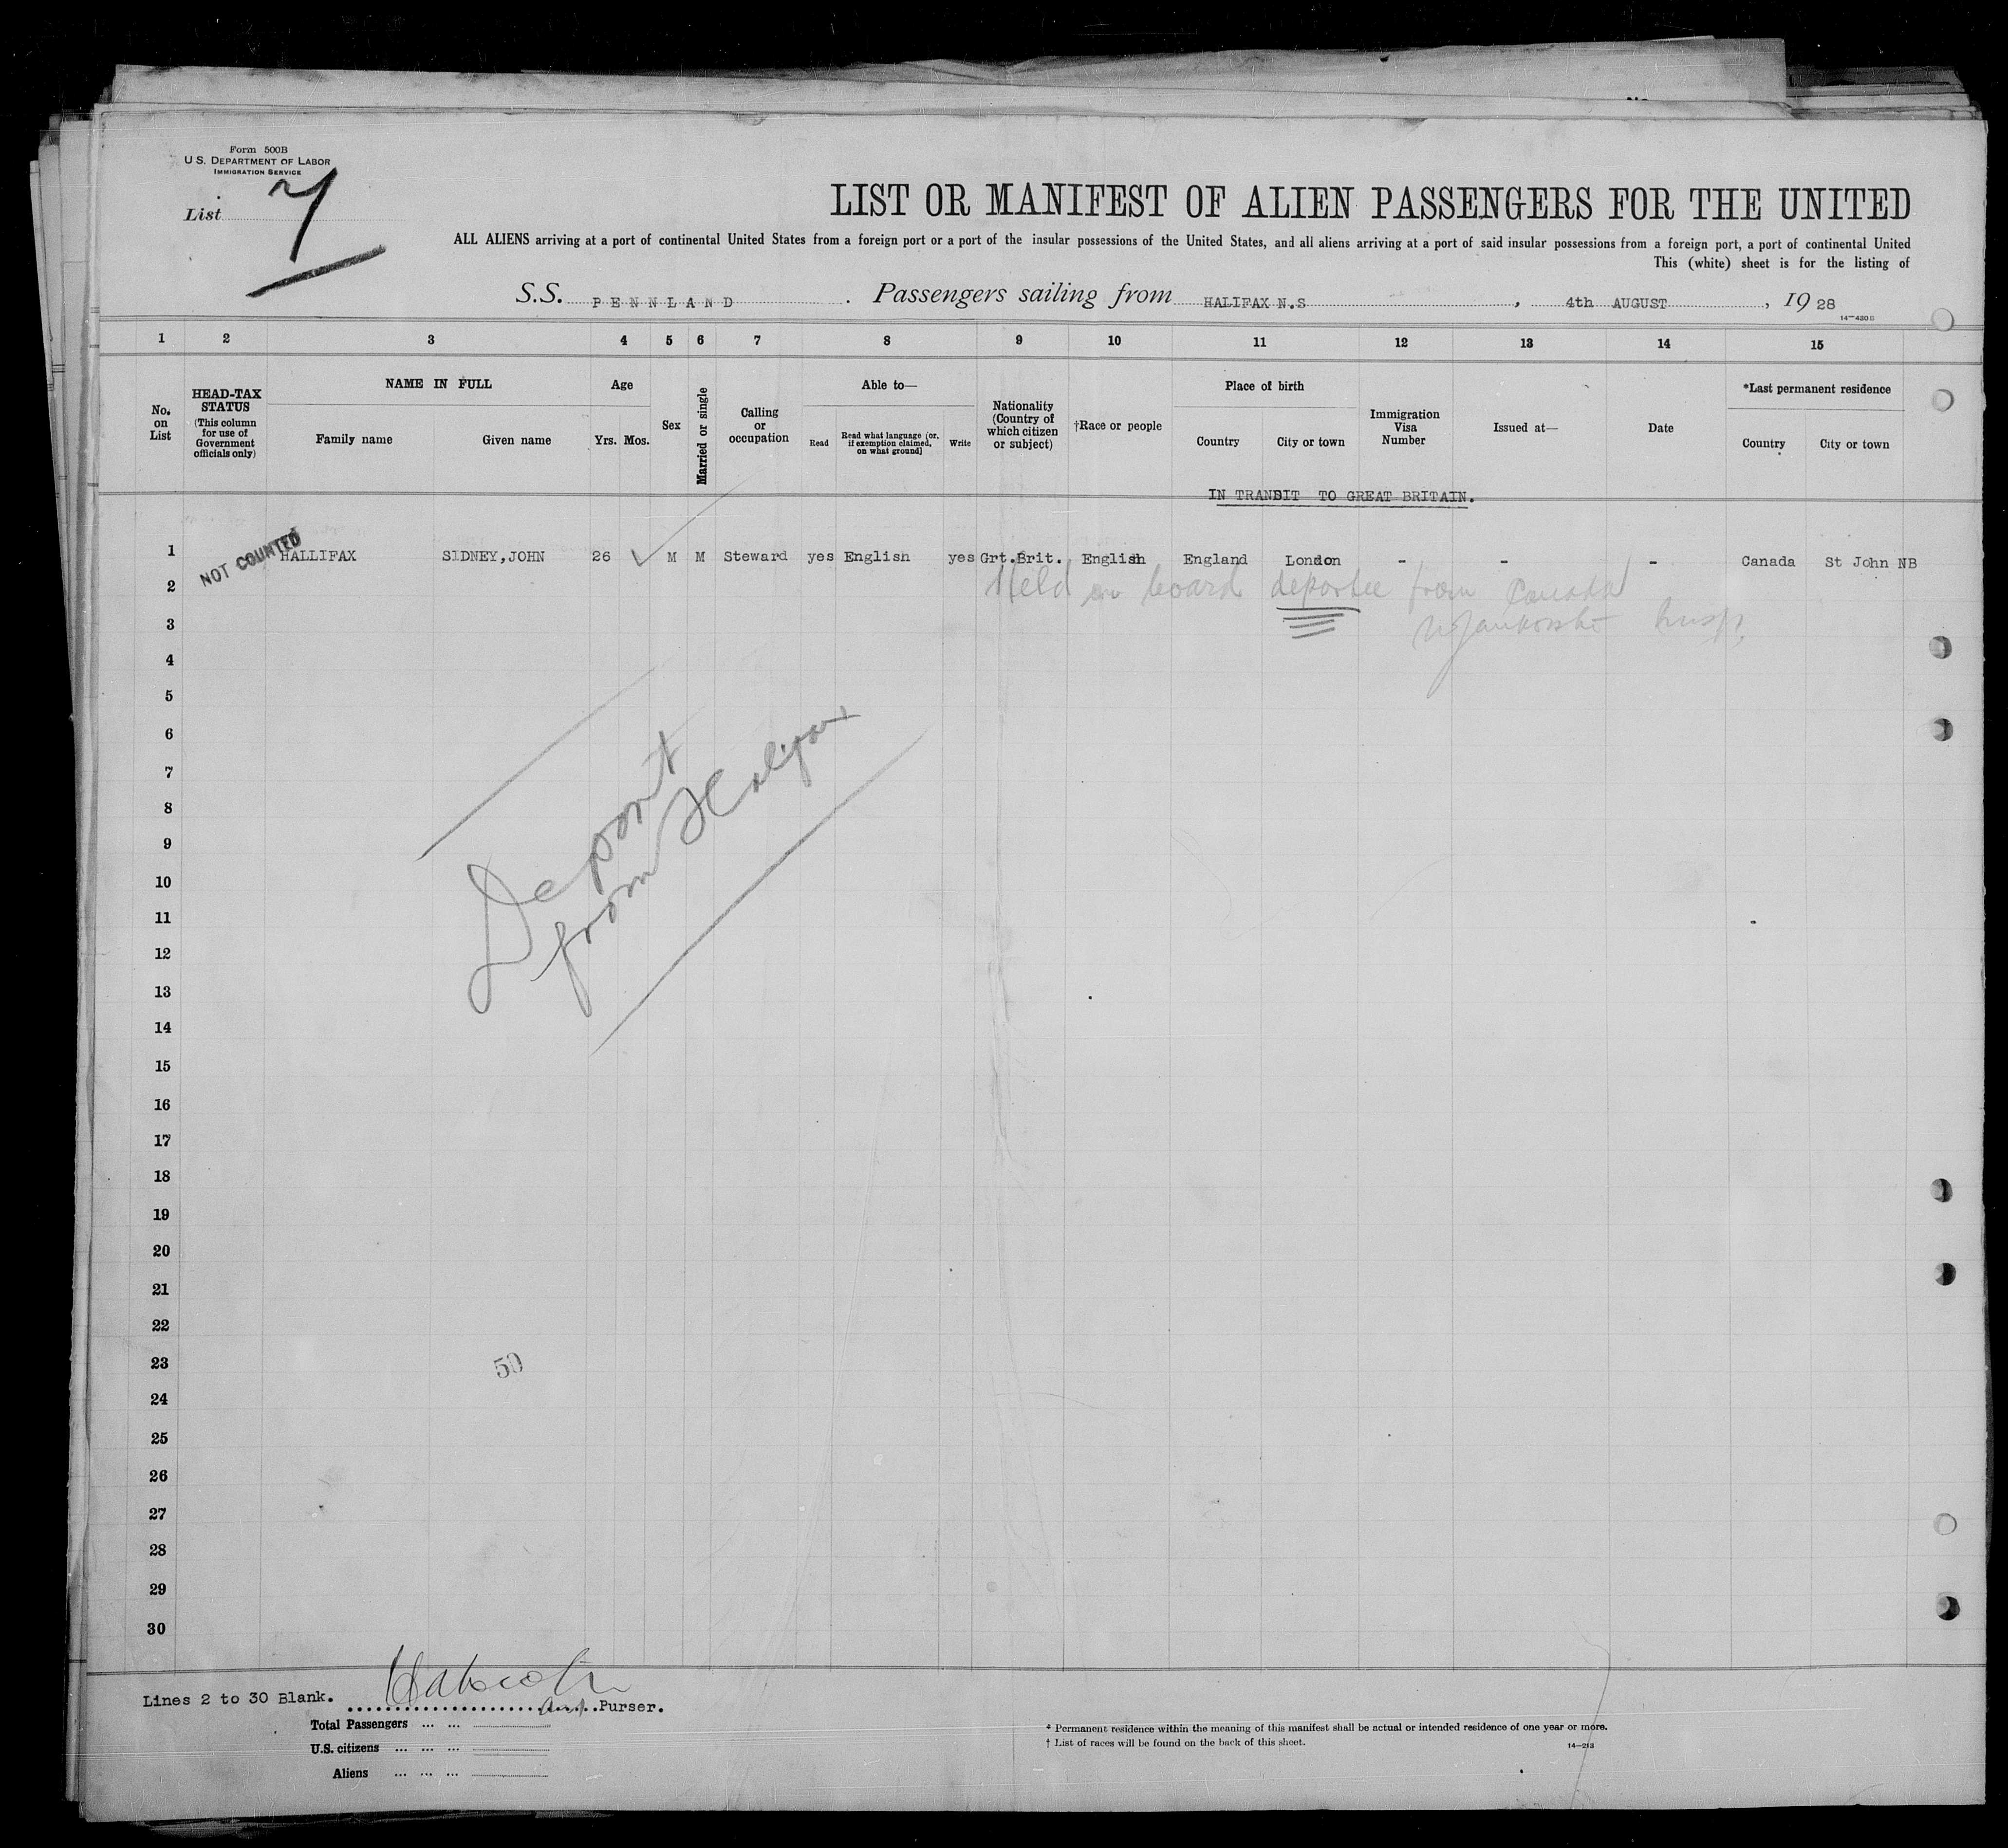 Form 500B
U.S. DEPARTMENT OF LABOR
IMMIGRATION SERVICE
List 7
LIST OR MANIFEST OF ALIEN PASSENGERS FOR THE UNITED
ALL ALIENS arriving at a port of continental United States from a foreign port or a port of the insular possessions of the United States, and all aliens arriving at a port of said insular possessions from a foreign port, a port of continental United
This (white) sheet is for the listing of
S.S. PENNLAND. Passengers sailing from HALIFAX N.S, 4th AUGUST, 1928
14-430B
1 2 3 4 5 6 7 8 9 10 11 12 13 14 15
No. on List
HEAD-TAX STATUS (This column for use of Government officials only)
NAME IN FULL
Family name Given name
Age
Yrs. Mos.
Sex
Married or single
Calling or occupation
Able to—
Read
Read what language [or, if exemption claimed, on what ground]
Write
Nationality (Country of which citizen or subject)
†Race or people
Place of birth
Country City or town
Immigration Visa Number
Issued at—
Date
*Last permanent residence
Country City or town
IN TRANSIT TO GREAT BRITAIN.
NOT COUNTED
1 HALLIFAX SIDNEY,JOHN 26 ✓ M M Steward yes English yes Grt.Brit. English England London - - - Canada St John NB
2 Held on board deportee from Canada
3 insp.
4
5
6
7
8
9
10
11
12
13
14
15
16
17
18
19
20
21
22
23
24
25
26
27
28
29
30
Deport
from Halifax
50
Lines 2 to 30 Blank. Purser.
Total Passengers ... ...
U.S. citizens ... ... ...
Aliens ... ... ...
* Permanent residence within the meaning of this manifest shall be actual or intended residence of one year or more.
† List of races will be found on the back of this sheet.
14-213